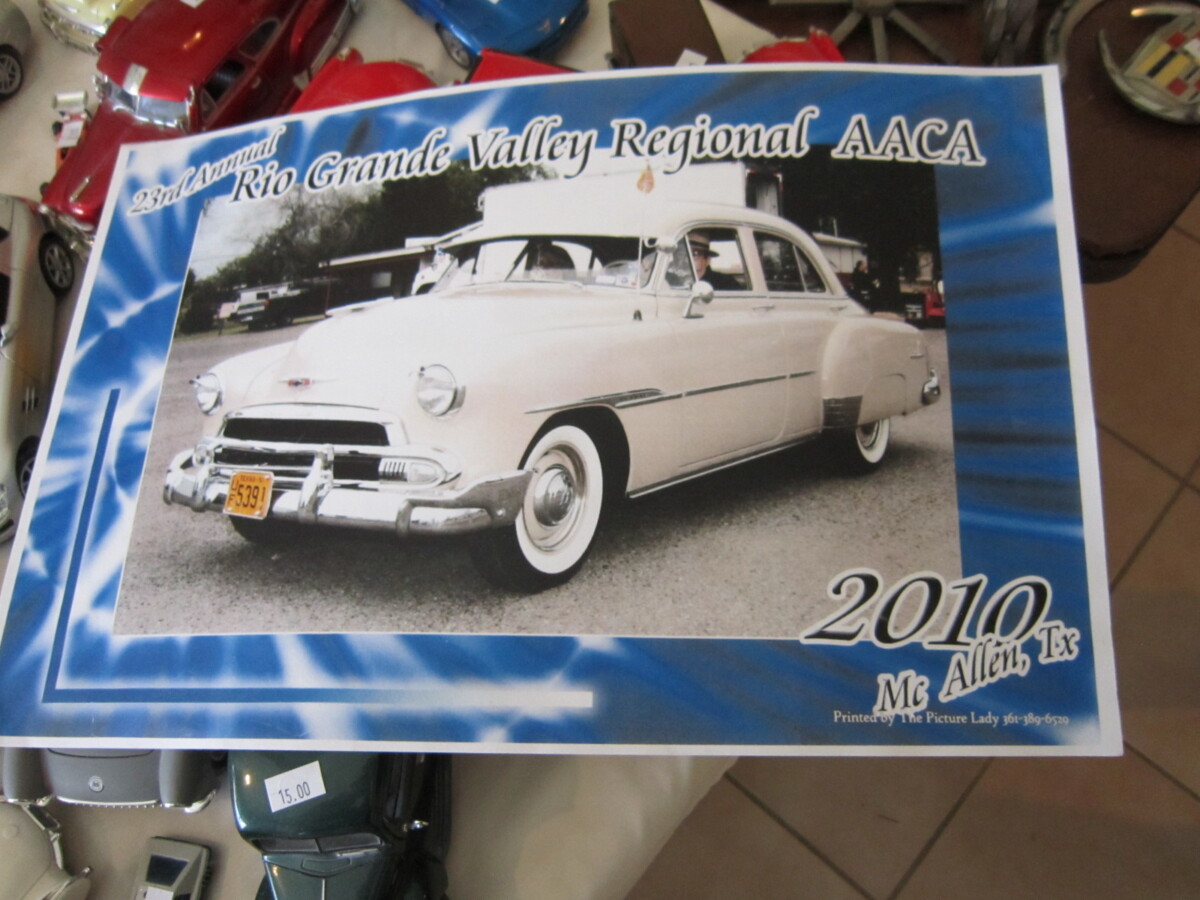 23rd Annual
Rio Grande Valley Regional AACA
5391
2010
Mc Allen, Tx
Printed by The Picture Lady 361-389-6529
15.00